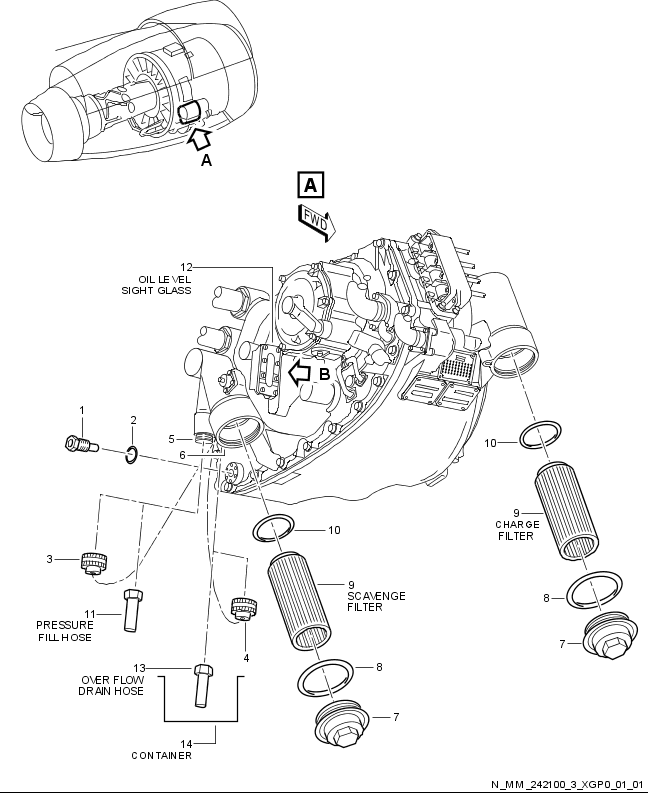 A
A
FWD
12
OIL LEVEL
SIGHT GLASS
B
1
2
5
6
10
10
9
CHARGE
FILTER
3
11
PRESSURE
FILL HOSE
9
SCAVENGE
FILTER
8
4
7
13
OVER FLOW
DRAIN HOSE
8
7
14
CONTAINER
N_MM_242100_3_XGP0_01_01